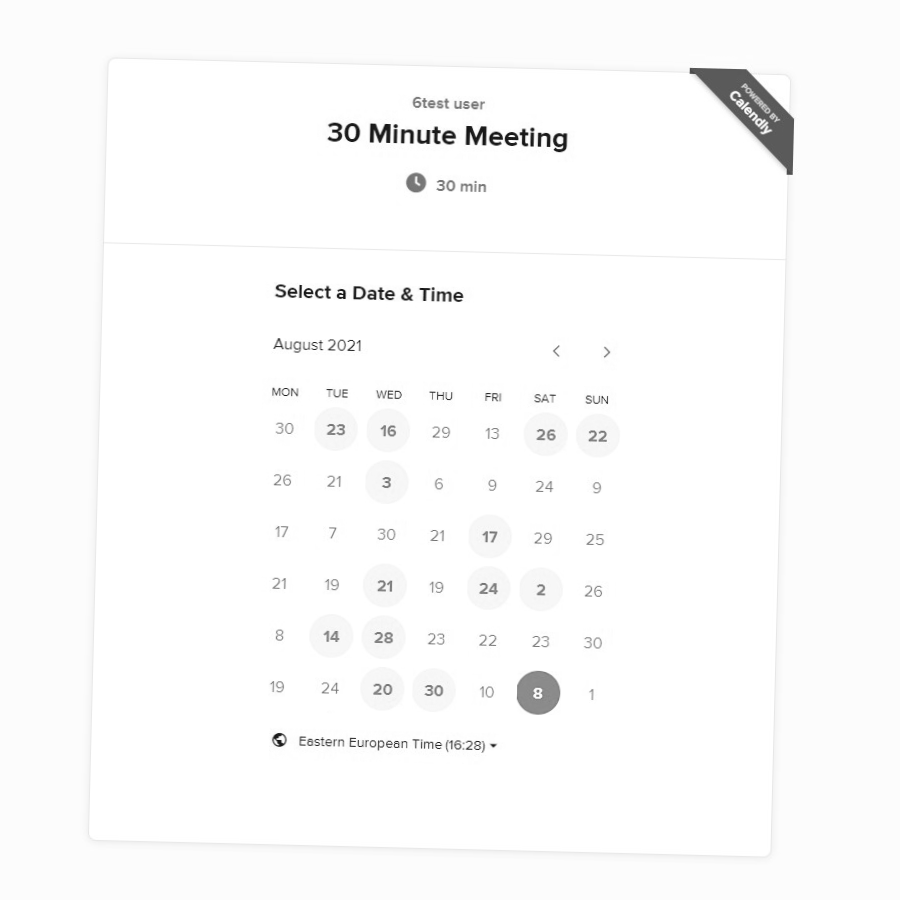 POWERED BY
Calendly
6test user
30 Minute Meeting
30 min
Select a Date & Time
August 2021
MON TUE WED THU FRI SAT SUN
30 23 16 29 13 26 22
26 21 3 6 9 24 9
17 7 30 21 17 29 25
21 19 21 19 24 2 26
8 14 28 23 22 23 30
19 24 20 30 10 8 1
Eastern European Time (16:28)